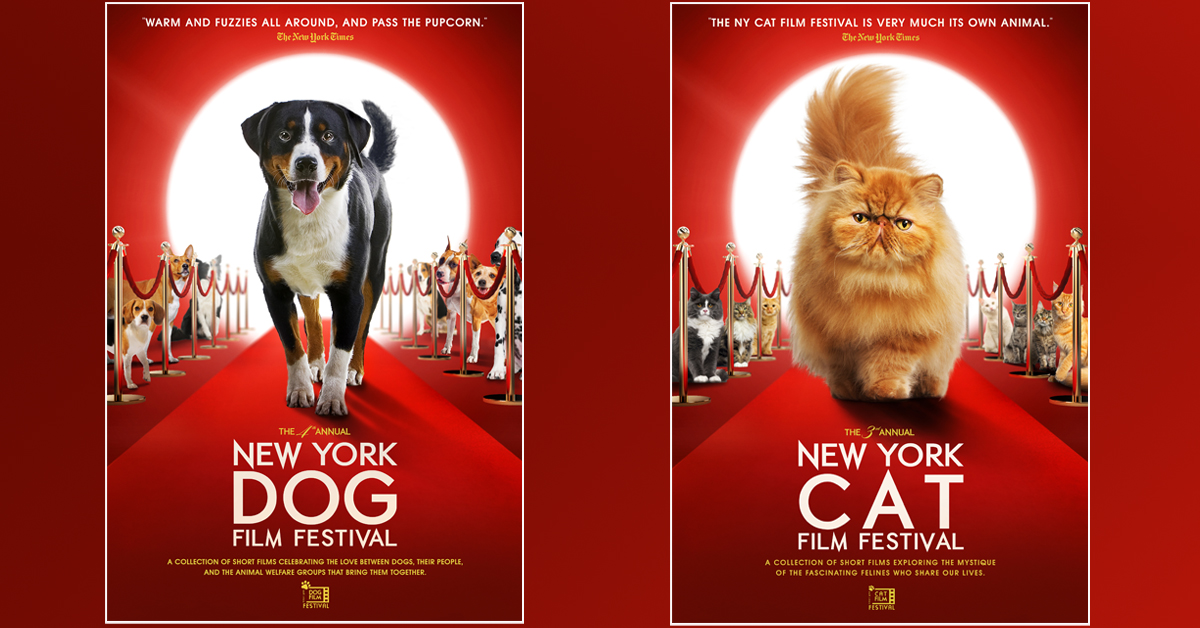 "WARM AND FUZZIES ALL AROUND, AND PASS THE PUPCORN."
The New York Times
THE 4TH ANNUAL
NEW YORK
DOG
FILM FESTIVAL
A COLLECTION OF SHORT FILMS CELEBRATING THE LOVE BETWEEN DOGS, THEIR PEOPLE,
AND THE ANIMAL WELFARE GROUPS THAT BRING THEM TOGETHER.
DOG
FILM
FESTIVAL
"THE NY CAT FILM FESTIVAL IS VERY MUCH ITS OWN ANIMAL."
The New York Times
THE 3RD ANNUAL
NEW YORK
CAT
FILM FESTIVAL
A COLLECTION OF SHORT FILMS EXPLORING THE MYSTIQUE
OF THE FASCINATING FELINES WHO SHARE OUR LIVES.
CAT
FILM
FESTIVAL